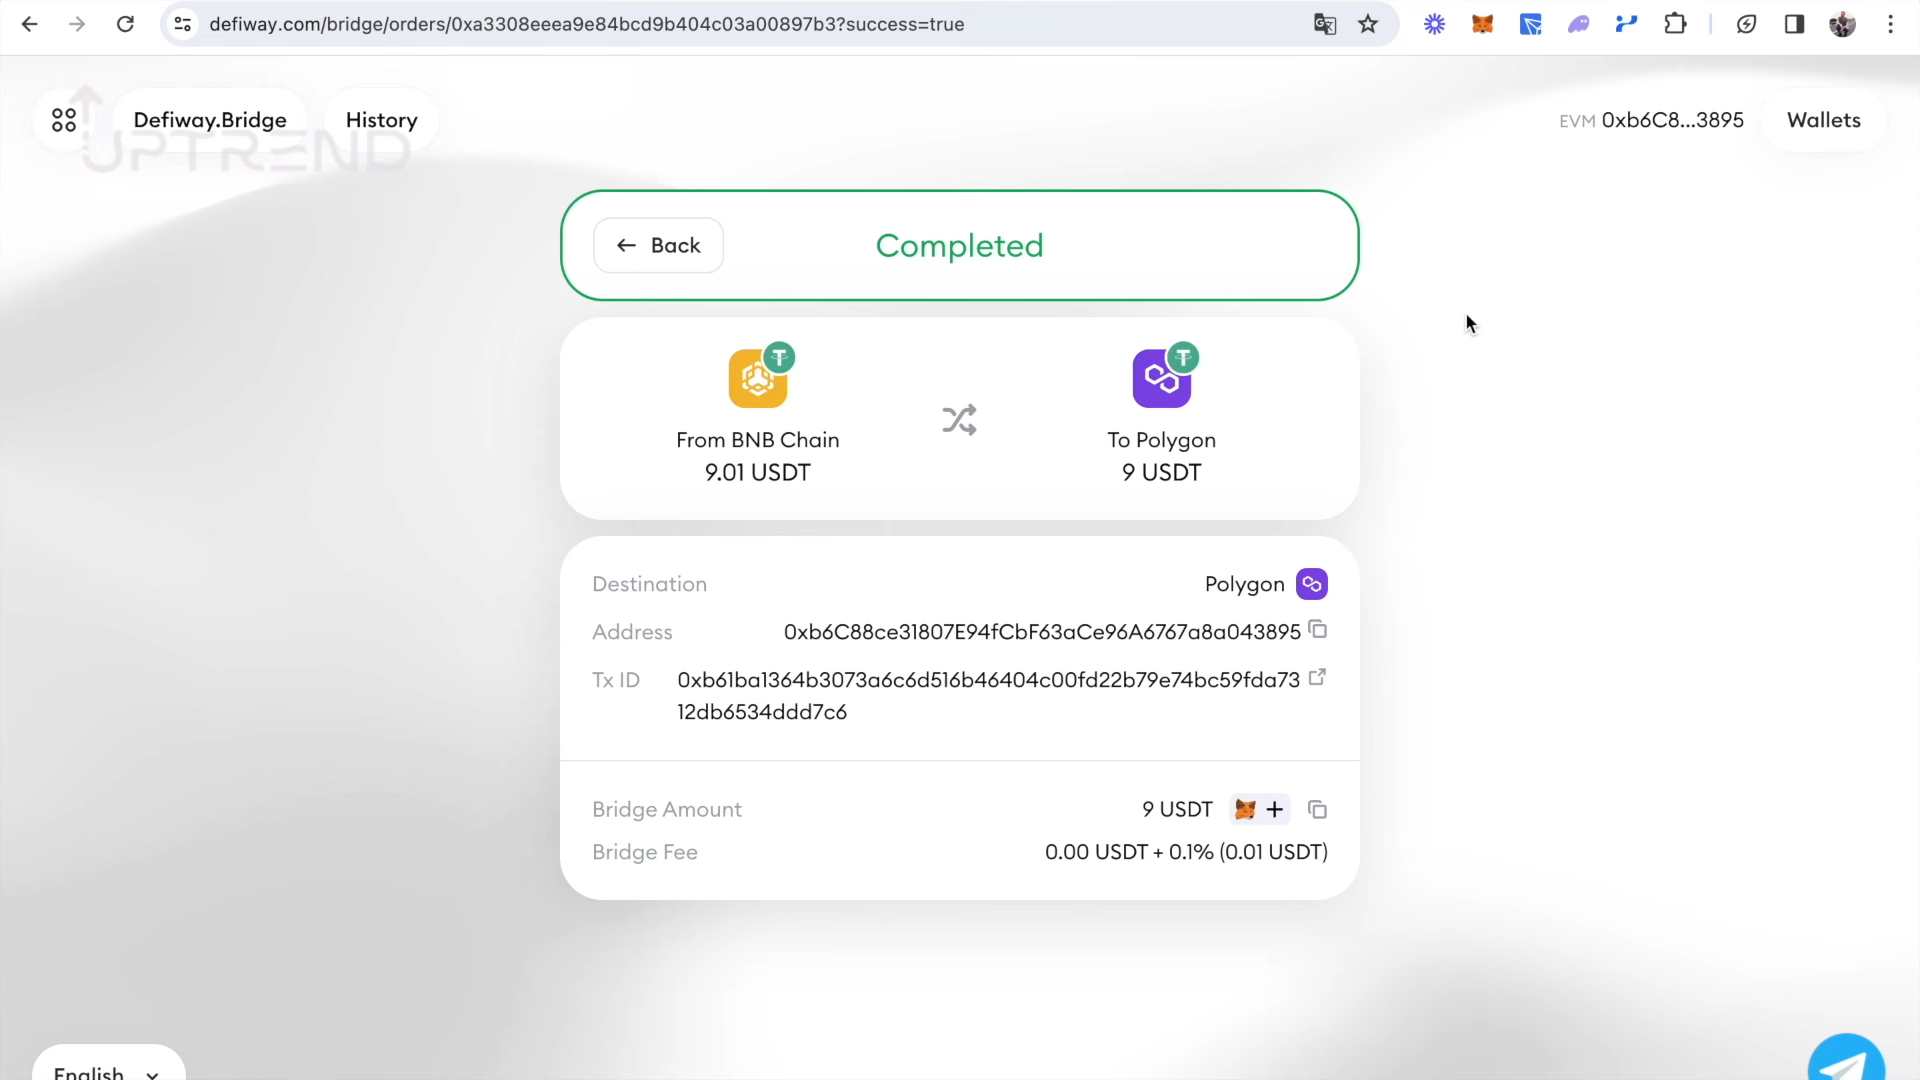 defiway.com/bridge/orders/0xa3308eeea9e84bcd9b404c03a00897b3?success=true
Defiway.Bridge
History
EVM 0xb6C8...3895
Wallets
UPTREND
Back
Completed
From BNB Chain
9.01 USDT
To Polygon
9 USDT
Destination
Polygon
Address
0xb6C88ce31807E94fCbF63aCe96A6767a8a043895
Tx ID
0xb61ba1364b3073a6c6d516b46404c00fd22b79e74bc59fda73
12db6534ddd7c6
Bridge Amount
9 USDT
Bridge Fee
0.00 USDT + 0.1% (0.01 USDT)
English